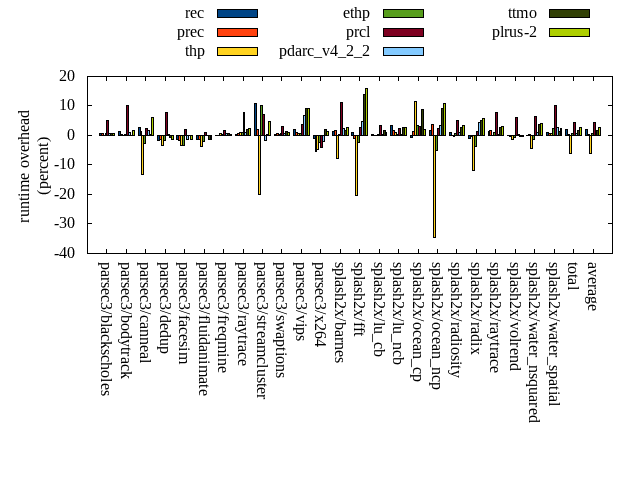 rec ethp ttmo
prec prcl plrus-2
thp pdarc_v4_2_2
20
10
0
-10
-20
-30
-40
runtime overhead
(percent)
parsec3/blackscholes
parsec3/bodytrack
parsec3/canneal
parsec3/dedup
parsec3/facesim
parsec3/fluidanimate
parsec3/freqmine
parsec3/raytrace
parsec3/streamcluster
parsec3/swaptions
parsec3/vips
parsec3/x264
splash2x/barnes
splash2x/fft
splash2x/lu_cb
splash2x/lu_ncb
splash2x/ocean_cp
splash2x/ocean_ncp
splash2x/radiosity
splash2x/radix
splash2x/raytrace
splash2x/volrend
splash2x/water_nsquared
splash2x/water_spatial
total
average